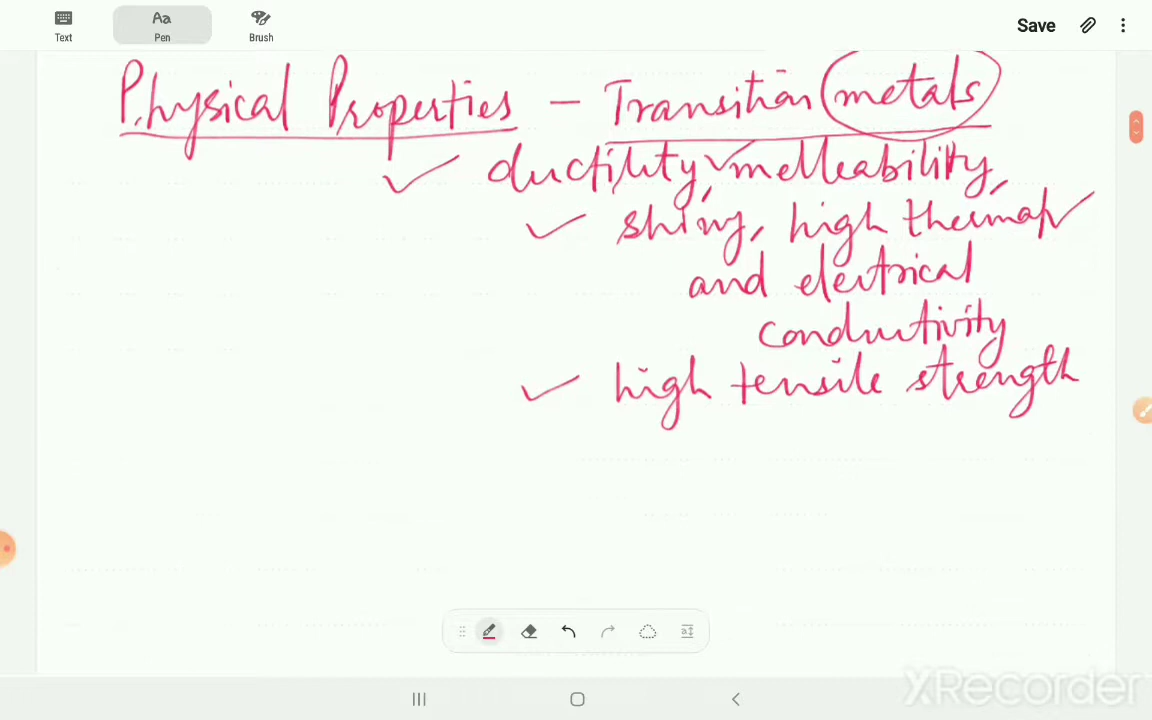 Text
Aa
Pen
Brush
Save
Physical Properties – Transition metals
ductility, melleability,
shiny, high thermal
and electrical
conductivity
high tensile strength
XRecorder